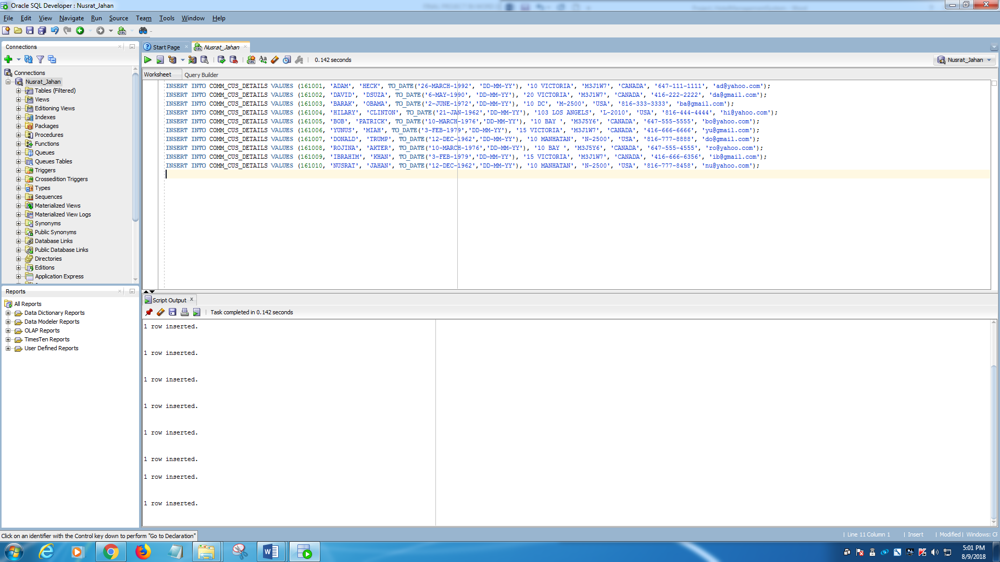 Oracle SQL Developer : Nusrat_Jahan
File Edit View Navigate Run Source Team Tools Window Help
Connections
Connections
Nusrat_Jahan
Tables (Filtered)
Views
Editioning Views
Indexes
Packages
Procedures
Functions
Queues
Queues Tables
Triggers
Crossedition Triggers
Types
Sequences
Materialized Views
Materialized View Logs
Synonyms
Public Synonyms
Database Links
Public Database Links
Directories
Editions
Application Express
Reports
All Reports
Data Dictionary Reports
Data Modeler Reports
OLAP Reports
TimesTen Reports
User Defined Reports
Start Page Nusrat_Jahan
0.142 seconds Nusrat_Jahan
Worksheet Query Builder
INSERT INTO COMM_CUS_DETAILS VALUES (161001, 'ADAM', 'HECK', TO_DATE('26-MARCH-1992', 'DD-MM-YY'), '10 VICTORIA', 'M3J1W7', 'CANADA', '647-111-1111', 'ad@yahoo.com');
INSERT INTO COMM_CUS_DETAILS VALUES (161002, 'DAVID', 'DSUZA', TO_DATE('6-MAY-1990', 'DD-MM-YY'), '20 VICTORIA', 'M3J1W7', 'CANADA', '416-222-2222', 'da@gmail.com');
INSERT INTO COMM_CUS_DETAILS VALUES (161003, 'BARAK', 'OBAMA', TO_DATE('2-JUNE-1972', 'DD-MM-YY'), '10 DC', 'M-2500', 'USA', '816-333-3333', 'ba@gmail.com');
INSERT INTO COMM_CUS_DETAILS VALUES (161004, 'HILARY', 'CLINTON', TO_DATE('21-JAN-1962','DD-MM-YY'), '103 LOS ANGELS', 'L-2010', 'USA', '816-444-4444', 'hi@yahoo.com');
INSERT INTO COMM_CUS_DETAILS VALUES (161005, 'BOB', 'PATRICK', TO_DATE('10-MARCH-1976','DD-MM-YY'), '10 BAY ', 'M3J5Y6', 'CANADA', '647-555-5555', 'bo@yahoo.com');
INSERT INTO COMM_CUS_DETAILS VALUES (161006, 'YUNUS', 'MIAH', TO_DATE('3-FEB-1979','DD-MM-YY'), '15 VICTORIA', 'M3J1W7', 'CANADA', '416-666-6666', 'yu@gmail.com');
INSERT INTO COMM_CUS_DETAILS VALUES (161007, 'DONALD', 'TRUMP', TO_DATE('12-DEC-1962','DD-MM-YY'), '10 MANHATAN', 'N-2500', 'USA', '816-777-8888', 'do@gmail.com');
INSERT INTO COMM_CUS_DETAILS VALUES (161008, 'ROJINA', 'AKTER', TO_DATE('10-MARCH-1976','DD-MM-YY'), '10 BAY ', 'M3J5Y6', 'CANADA', '647-555-4555', 'ro@yahoo.com');
INSERT INTO COMM_CUS_DETAILS VALUES (161009, 'IBRAHIM', 'KHAN', TO_DATE('3-FEB-1979','DD-MM-YY'), '15 VICTORIA', 'M3J1W7', 'CANADA', '416-666-6356', 'ib@gmail.com');
INSERT INTO COMM_CUS_DETAILS VALUES (161010, 'NUSRAT', 'JAHAN', TO_DATE('12-DEC-1962','DD-MM-YY'), '10 MANHATAN', 'N-2500', 'USA', '816-777-8458', 'nu@yahoo.com');
Script Output
Task completed in 0.142 seconds
1 row inserted.
1 row inserted.
1 row inserted.
1 row inserted.
1 row inserted.
1 row inserted.
1 row inserted.
1 row inserted.
Click on an identifier with the Control key down to perform "Go to Declaration"
Line 11 Column 1 Insert Modified Windows: CF
5:01 PM
8/9/2018